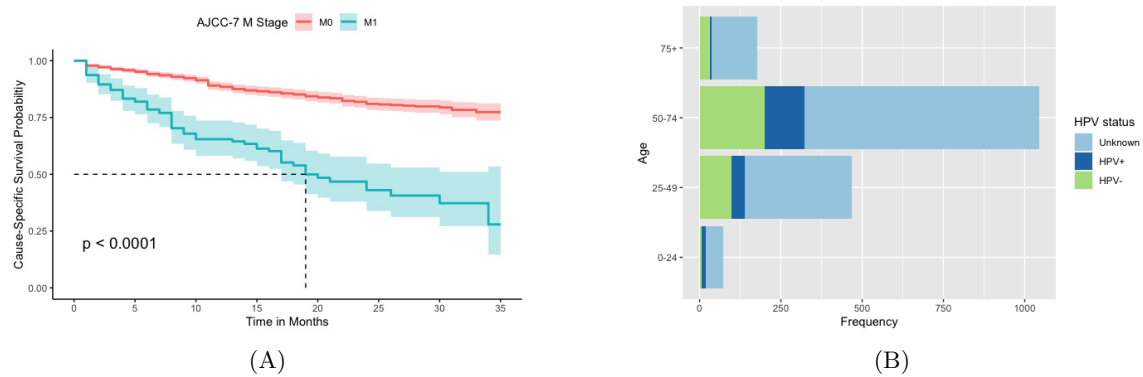 AJCC-7 M Stage M0 M1
1.00
0.75
0.50
0.25
0.00
Cause-Specific Survival Probability
p < 0.0001
0 5 10 15 20 25 30 35
Time in Months
(A)
75+
50-74
25-49
0-24
Age
0 250 500 750 1000
Frequency
HPV status
Unknown
HPV+
HPV-
(B)